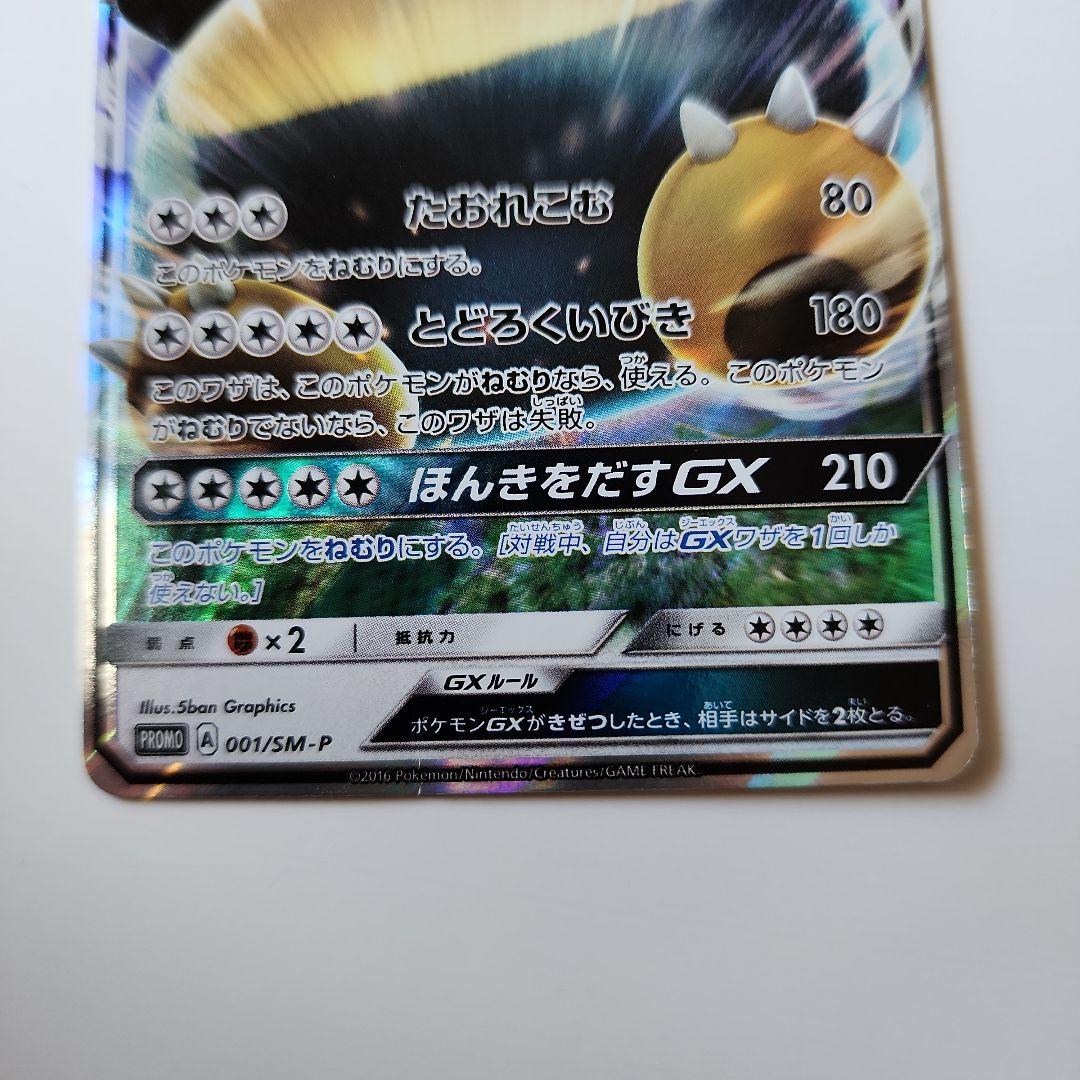 たおれこむ 80
このポケモンをねむりにする。
とどろくいびき 180
このワザは、このポケモンがねむりなら、使える。このポケモン
がねむりでないなら、このワザは失敗。
ほんきをだすGX 210
このポケモンをねむりにする。[対戦中、自分はGXワザを1回しか
使えない。]
弱点 ×2 抵抗力 にげる
GXルール
Illus.5ban Graphics
ポケモンGXがきぜつしたとき、相手はサイドを2枚とる。
PROMO A 001/SM-P
©2016 Pokémon/Nintendo/Creatures/GAME FREAK.